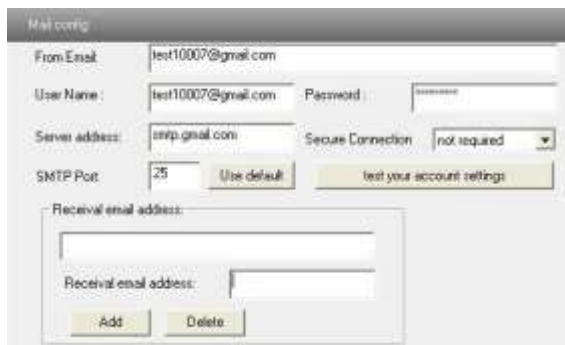 Mail config
From Email: test10007@gmail.com
User Name : test10007@gmail.com Password : ********
Server address: smtp.gmail.com Secure Connection not required
SMTP Port 25 Use default test your account settings
Receival email address:
Receival email address:
Add Delete